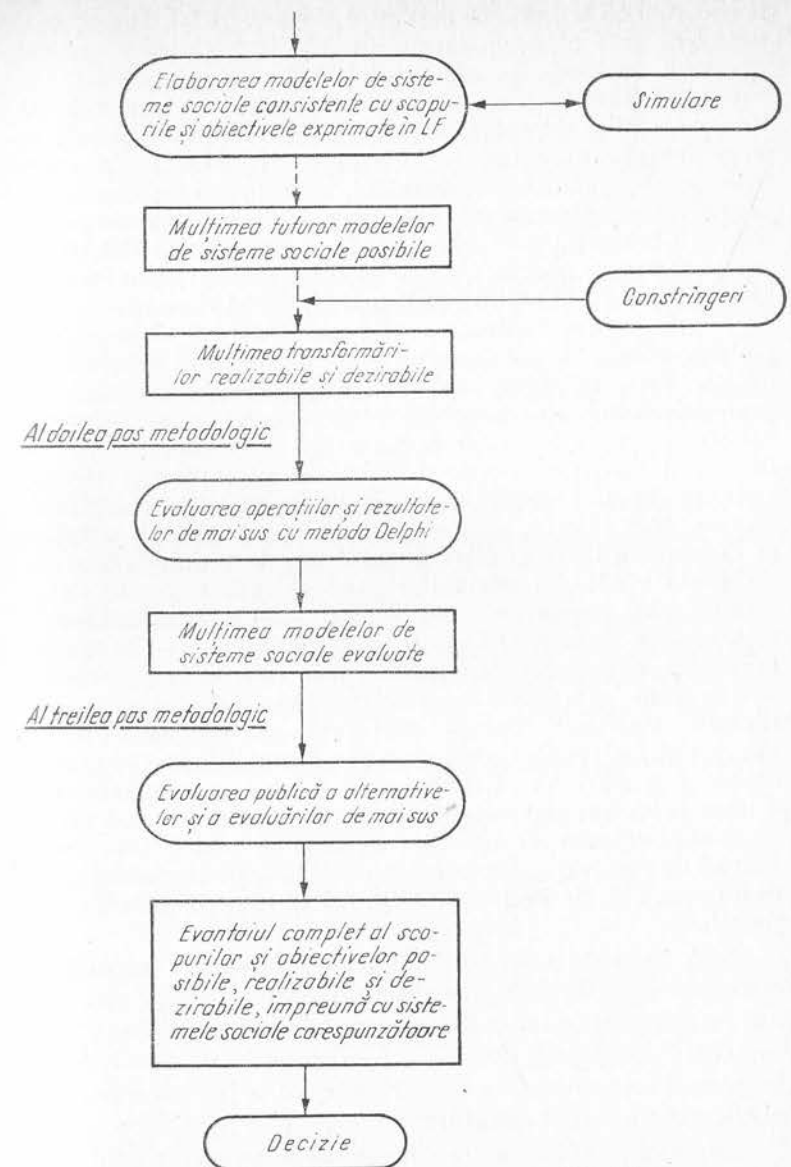 Elaborarea modelelor de siste-
me sociale consistente cu scopu-
rile și obiectivele exprimate în LF
Simulare
Mulțimea tuturor modelelor
de sisteme sociale posibile
Constrîngeri
Mulțimea transformări-
lor realizabile și dezirabile
Al doilea pas metodologic
Evaluarea operațiilor și rezultate-
lor de mai sus cu metoda Delphi
Mulțimea modelelor de
sisteme sociale evaluate
Al treilea pas metodologic
Evaluarea publică a alternative-
lor și a evaluărilor de mai sus
Evantaiul complet al sco-
purilor și obiectivelor po-
sibile, realizabile și de-
zirabile, împreună cu siste-
mele sociale corespunzătoare
Decizie